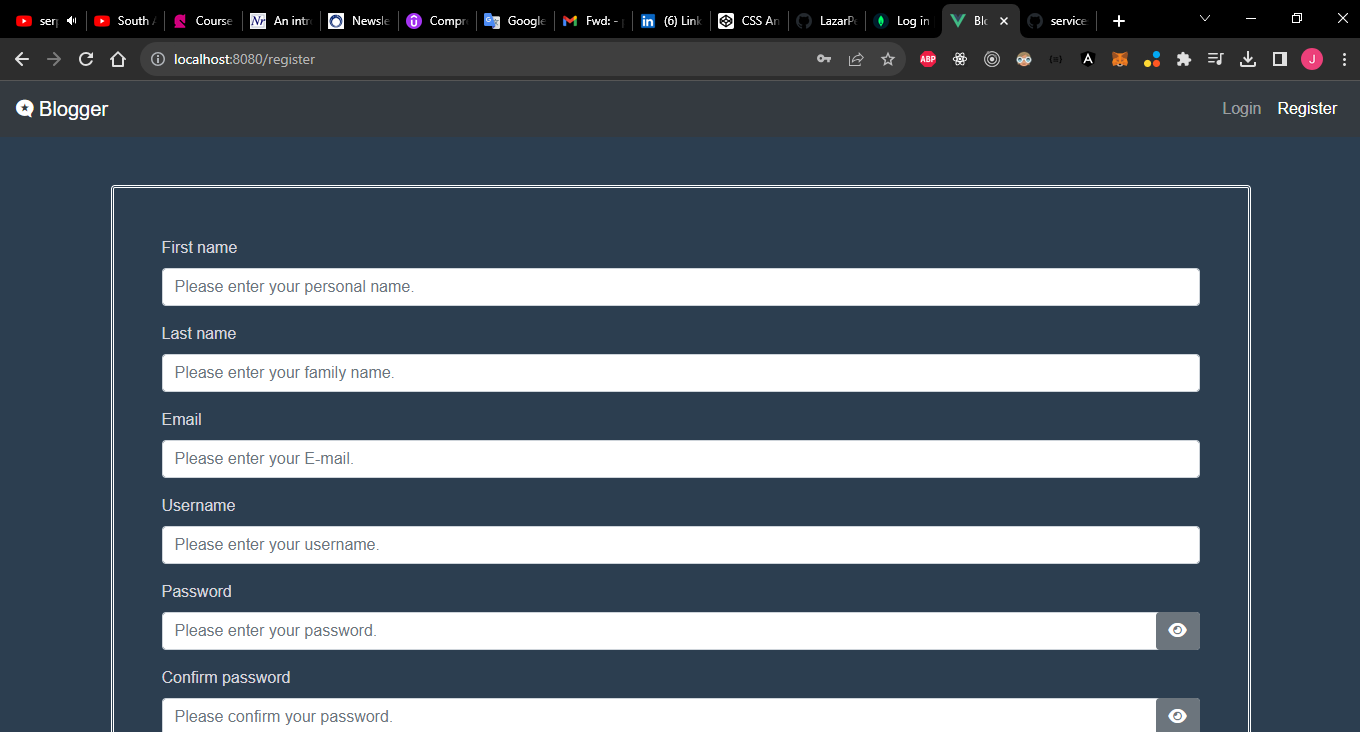 ser South A Course An intr Newsle Compre Google Fwd: - p (6) Link CSS An LazarPe Log in Blo service
localhost:8080/register
ABP A J
Blogger Login Register
First name
Please enter your personal name.
Last name
Please enter your family name.
Email
Please enter your E-mail.
Username
Please enter your username.
Password
Please enter your password.
Confirm password
Please confirm your password.